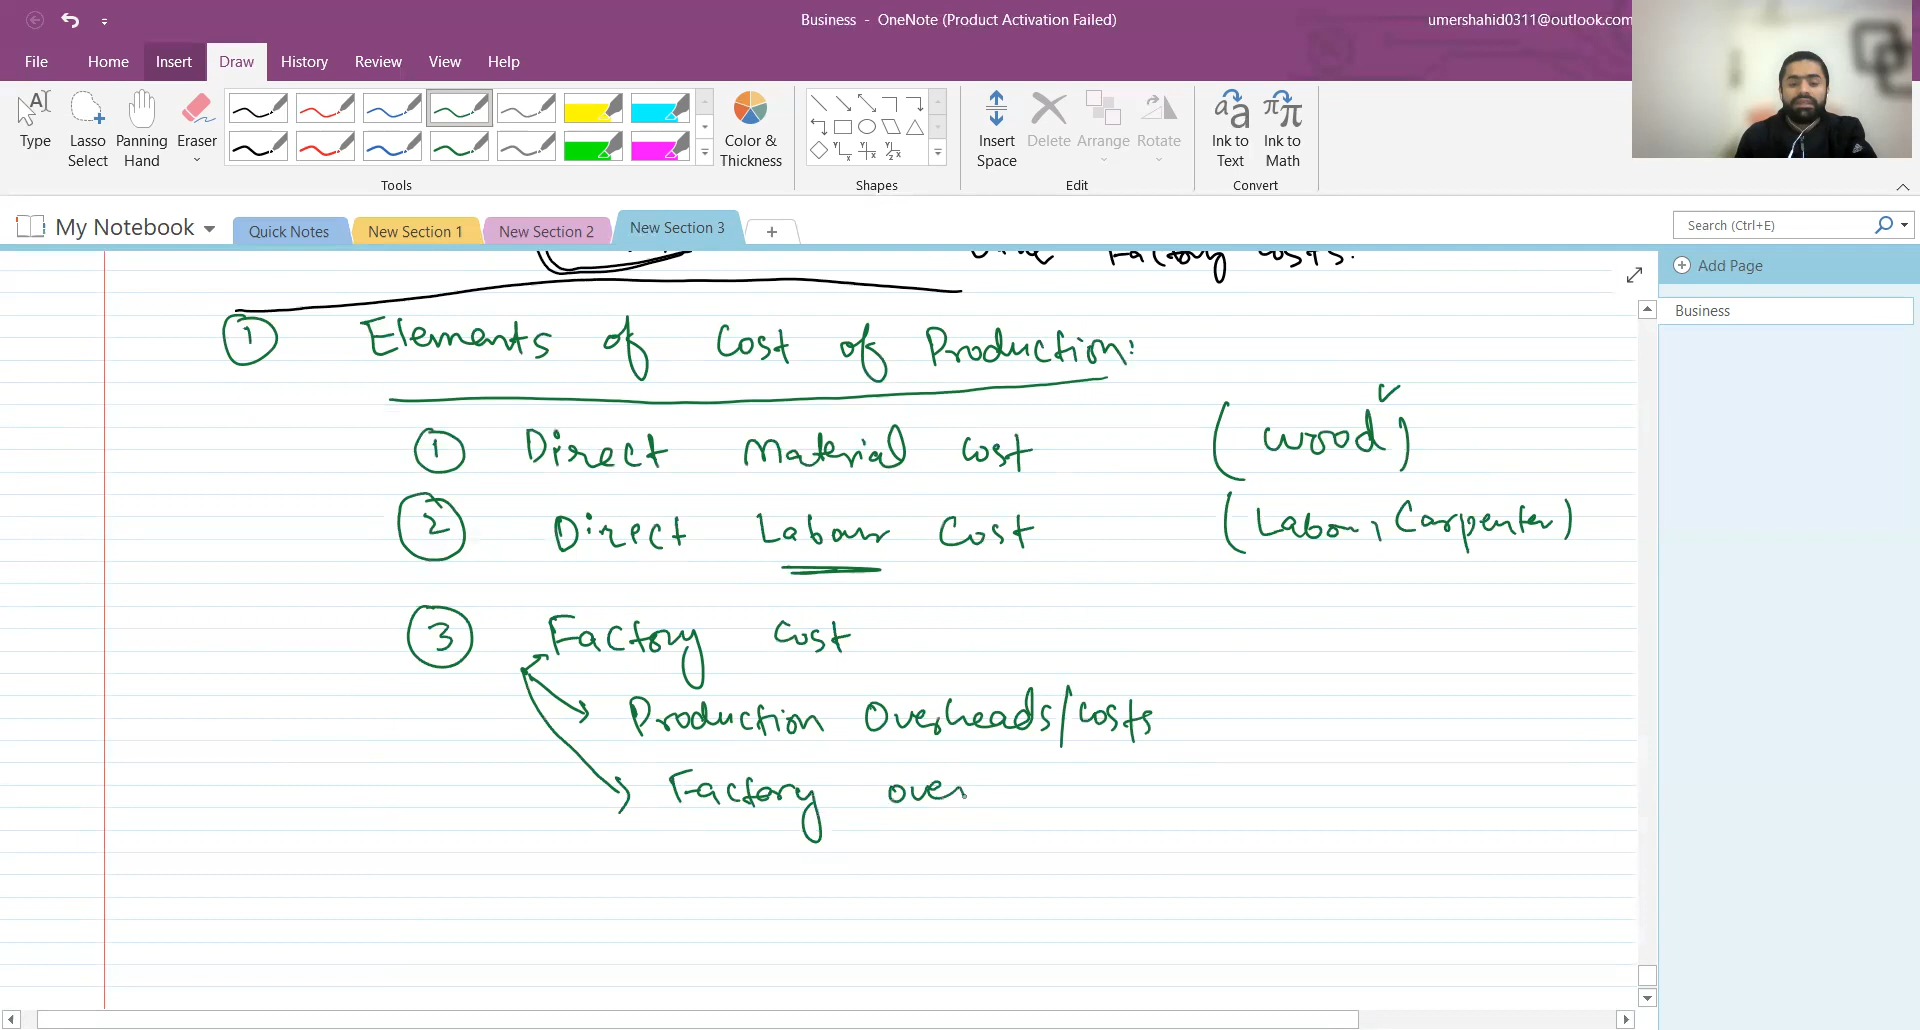 Business - OneNote (Product Activation Failed)
umershahid0311@outlook.com
File Home Insert Draw History Review View Help
Type
Lasso Select
Panning Hand
Eraser
Color & Thickness
Insert Space
Delete
Arrange
Rotate
Ink to Text
Ink to Math
Tools
Shapes
Edit
Convert
My Notebook
Quick Notes
New Section 1
New Section 2
New Section 3
Search (Ctrl+E)
Add Page
Business
Factory costs.
1 Elements of Cost of Production:
1 Direct Material cost (wood)
2 Direct Labour Cost (Labour, Carpenter)
3 Factory cost
Production Overheads/costs
Factory over